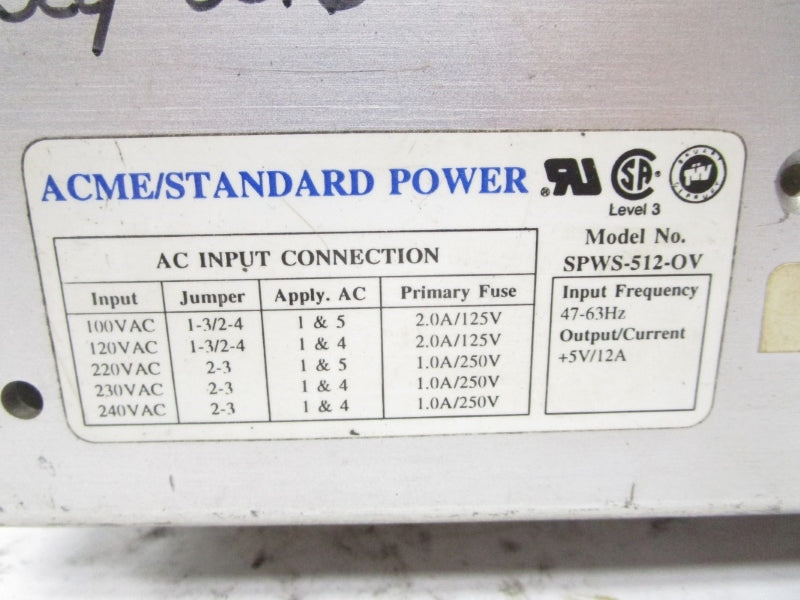 ACME/STANDARD POWER
® RU SA ®
Level 3
TÜV
AC INPUT CONNECTION
Input Jumper Apply. AC Primary Fuse
100VAC 1-3/2-4 1 & 5 2.0A/125V
120VAC 1-3/2-4 1 & 4 2.0A/125V
220VAC 2-3 1 & 5 1.0A/250V
230VAC 2-3 1 & 4 1.0A/250V
240VAC 2-3 1 & 4 1.0A/250V
Model No.
SPWS-512-OV
Input Frequency
47-63Hz
Output/Current
+5V/12A